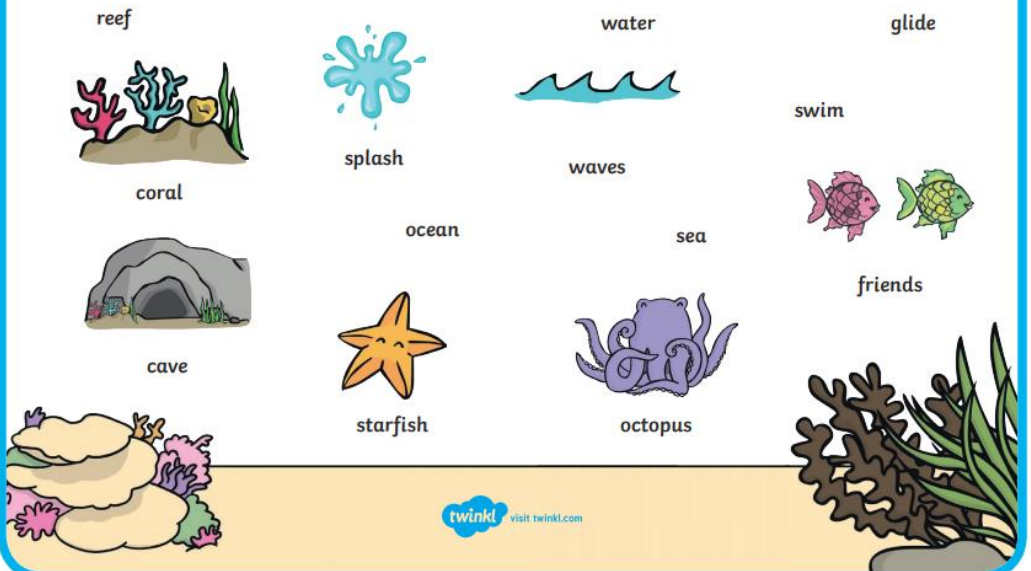 reef
water
glide
swim
splash
waves
coral
ocean
sea
friends
cave
starfish
octopus
twinkl visit twinkl.com